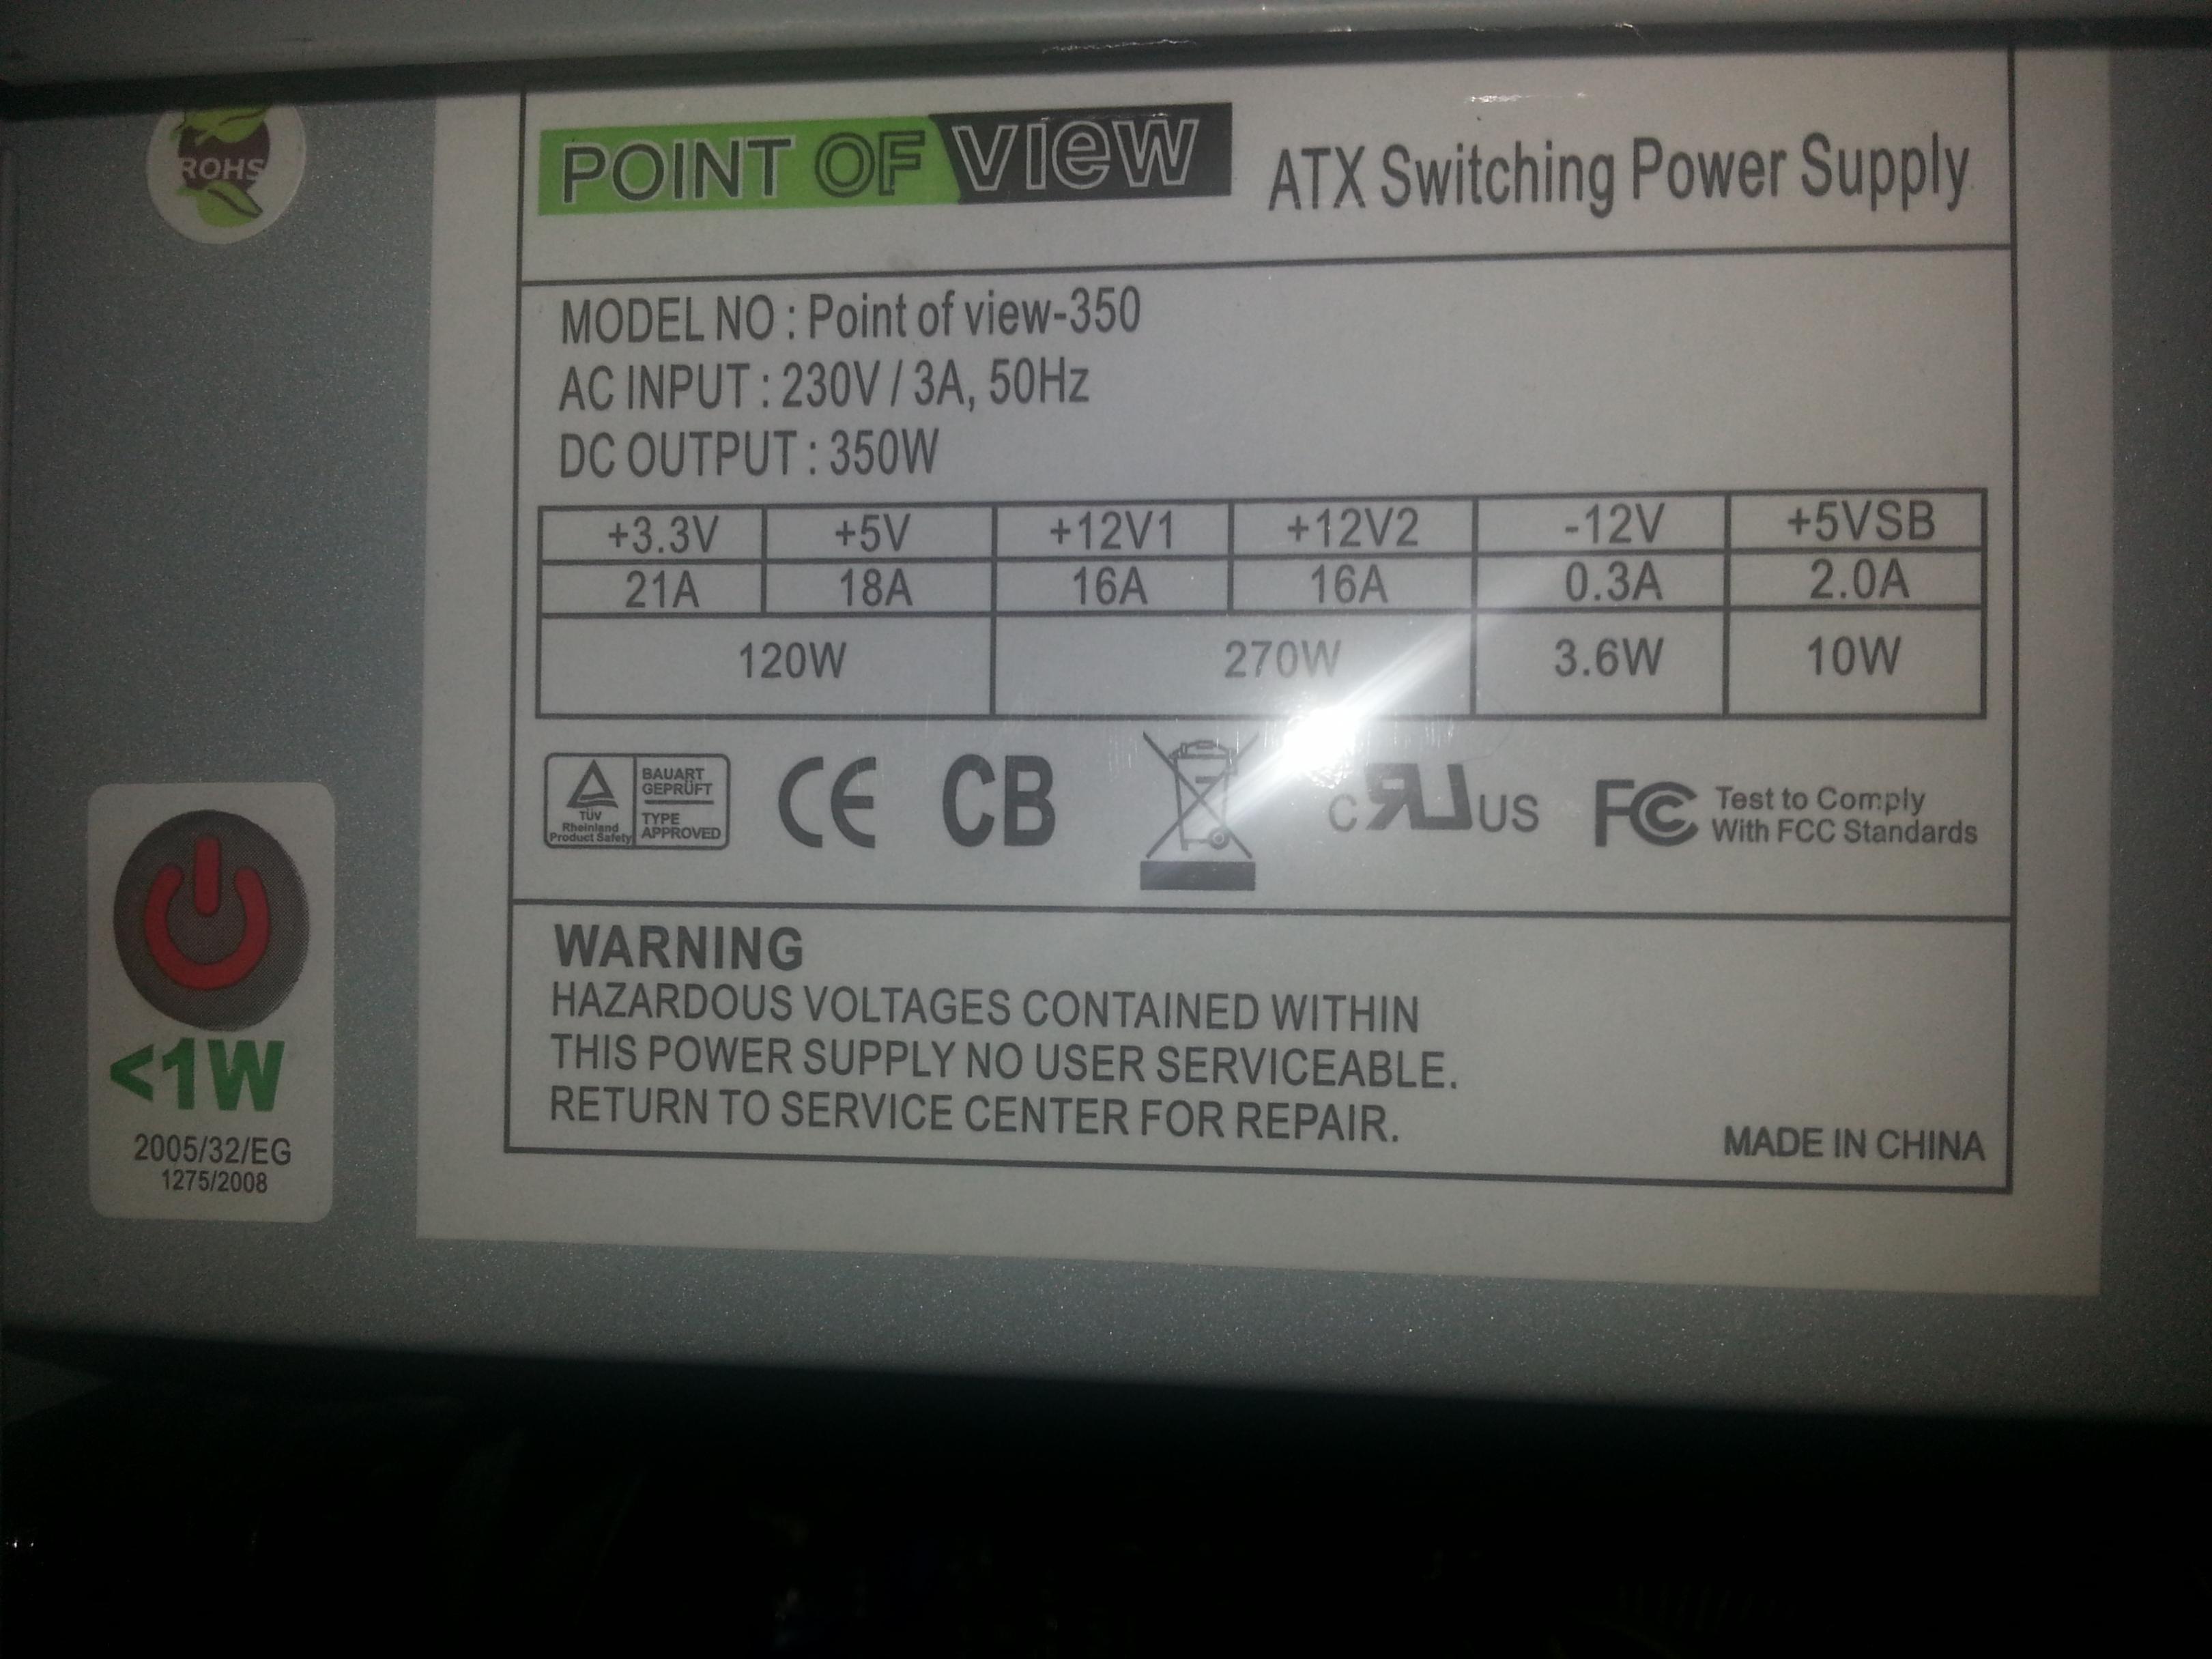 ROHS
POINT OF VIEW ATX Switching Power Supply
MODEL NO : Point of view-350
AC INPUT : 230V / 3A, 50Hz
DC OUTPUT : 350W
+3.3V +5V +12V1 +12V2 -12V +5VSB
21A 18A 16A 16A 0.3A 2.0A
120W 270W 3.6W 10W
TÜV
Rheinland
Product Safety
BAUART
GEPRÜFT
TYPE
APPROVED
CE CB c RU US FC Test to Comply
With FCC Standards
WARNING
HAZARDOUS VOLTAGES CONTAINED WITHIN
THIS POWER SUPPLY NO USER SERVICEABLE.
RETURN TO SERVICE CENTER FOR REPAIR.
MADE IN CHINA
<1W
2005/32/EG
1275/2008